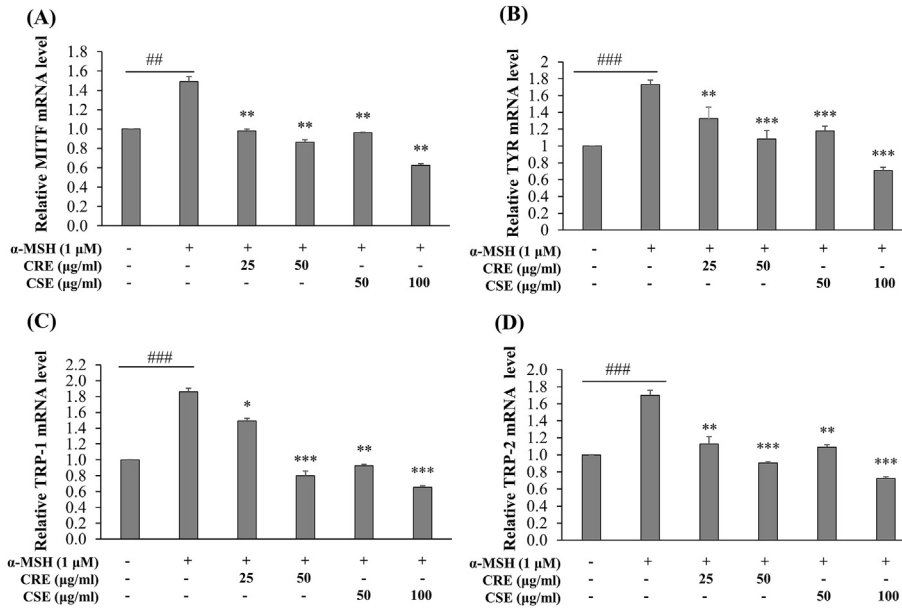 (A)
Relative MITF mRNA level
1.8
1.6
1.4
1.2
1.0
0.8
0.6
0.4
0.2
0.0
##
** ** ** **
α-MSH (1 μM) - + + + + +
CRE (μg/ml) - - 25 50 - -
CSE (μg/ml) - - - - 50 100
(B)
Relative TYR mRNA level
2
1.8
1.6
1.4
1.2
1
0.8
0.6
0.4
0.2
0
###
** *** *** ***
α-MSH (1 μM) - + + + + +
CRE (μg/ml) - - 25 50 - -
CSE (μg/ml) - - - - 50 100
(C)
Relative TRP-1 mRNA level
2.2
2.0
1.8
1.6
1.4
1.2
1.0
0.8
0.6
0.4
0.2
0.0
###
* *** ** ***
α-MSH (1 μM) - + + + + +
CRE (μg/ml) - - 25 50 - -
CSE (μg/ml) - - - - 50 100
(D)
Relative TRP-2 mRNA level
2.0
1.8
1.6
1.4
1.2
1.0
0.8
0.6
0.4
0.2
0.0
###
** *** ** ***
α-MSH (1 μM) - + + + + +
CRE (μg/ml) - - 25 50 - -
CSE (μg/ml) - - - - 50 100